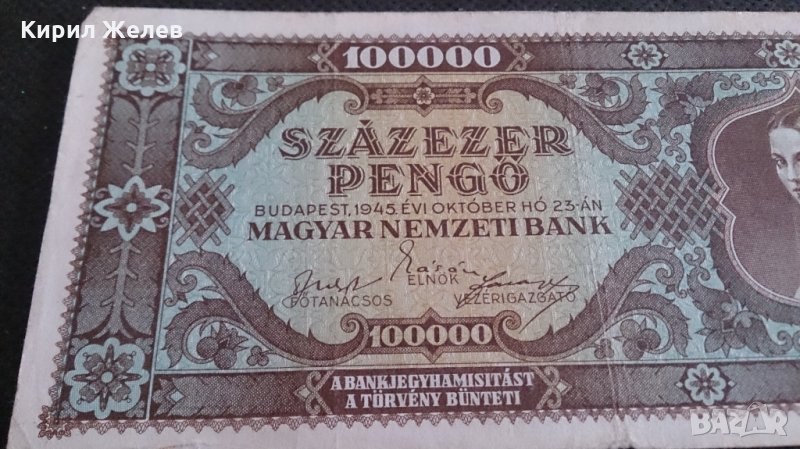 Кирил Желев
100000
SZÁZEZER
PENGŐ
BUDAPEST, 1945. ÉVI OKTÓBER HÓ 23-ÁN
MAGYAR NEMZETI BANK
ELNÖK
FŐTANÁCSOS VEZÉRIGAZGATÓ
100000
A BANKJEGYHAMISITÁST
A TÖRVÉNY BÜNTETI
BAZAR